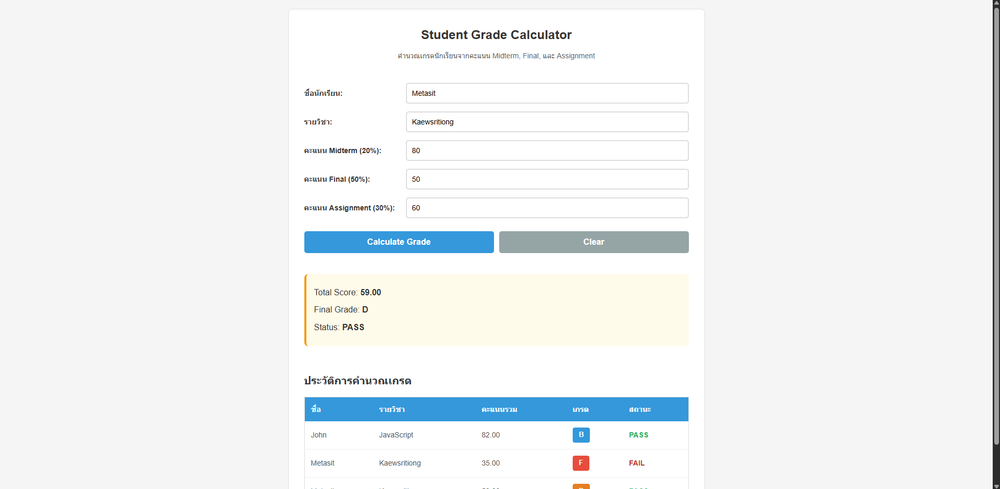 Student Grade Calculator
คำนวณเกรดนักเรียนจากคะแนน Midterm, Final, และ Assignment
ชื่อนักเรียน: Metasit
รายวิชา: Kaewsritiong
คะแนน Midterm (20%): 80
คะแนน Final (50%): 50
คะแนน Assignment (30%): 60
Calculate Grade Clear
Total Score: 59.00
Final Grade: D
Status: PASS
ประวัติการคำนวณเกรด
ชื่อ รายวิชา คะแนนรวม เกรด สถานะ
John JavaScript 82.00 B PASS
Metasit Kaewsritiong 35.00 F FAIL